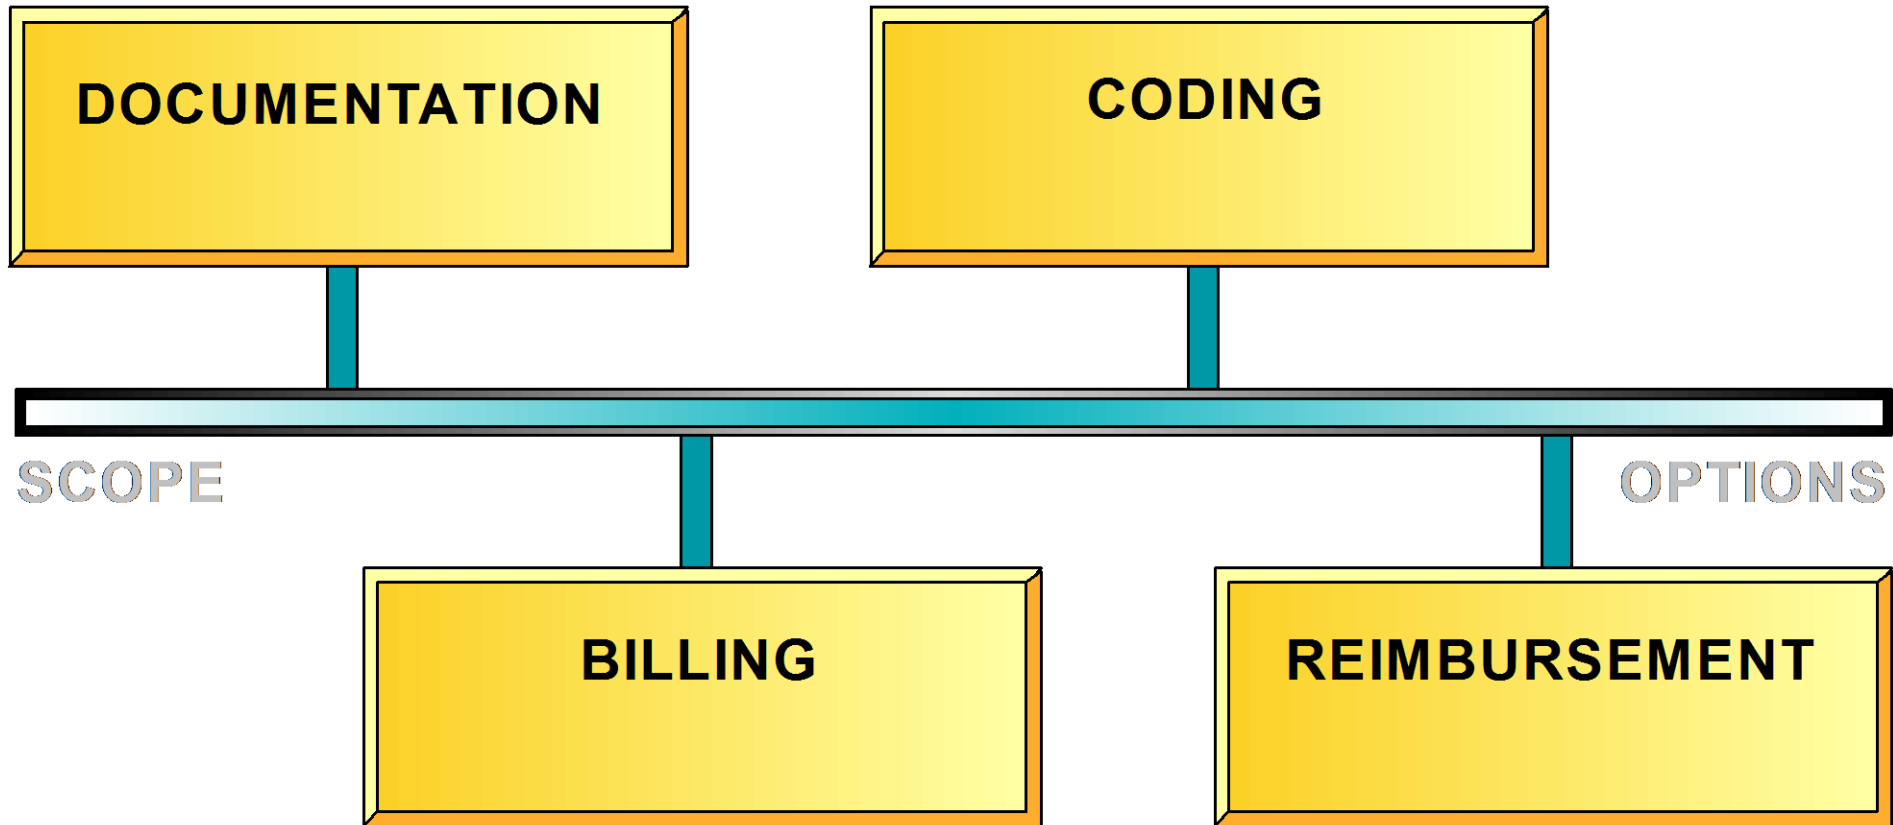 DOCUMENTATION
CODING
SCOPE
OPTIONS
BILLING
REIMBURSEMENT